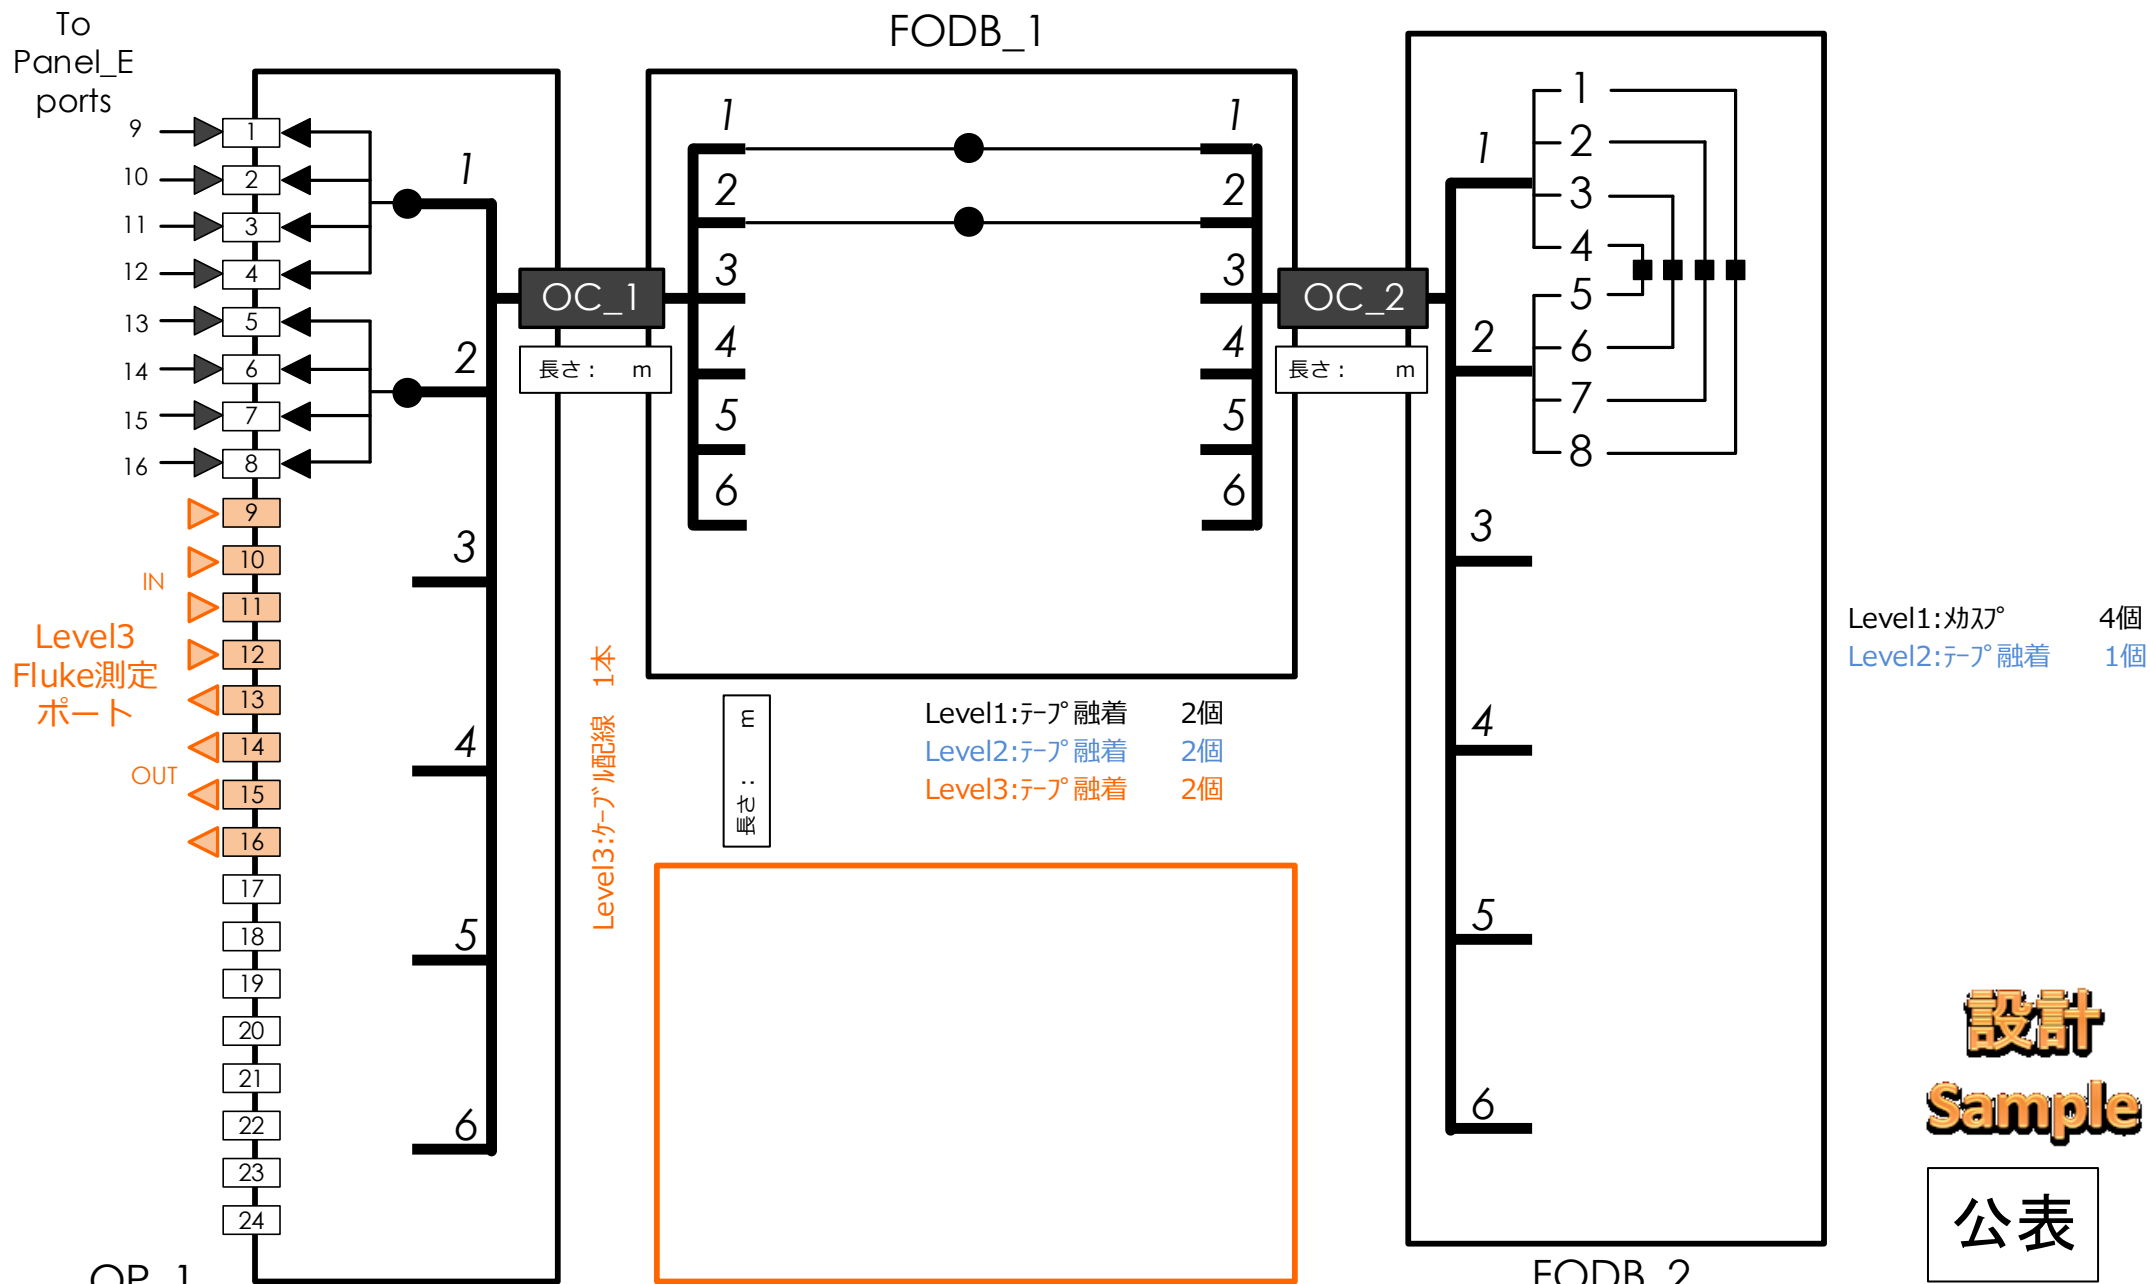 To
Panel_E
ports
FODB_1
9
10
11
12
13
14
15
16
1
2
3
4
5
6
7
8
9
10
11
12
13
14
15
16
17
18
19
20
21
22
23
24
IN
Level3
Fluke測定
ポート
OUT
1
2
3
4
5
6
OC_1
長さ： m
Level3:ｹｰﾌﾞﾙ配線 1本
1
2
3
4
5
6
1
2
3
4
5
6
OC_2
長さ： m
長さ： m
Level1:ﾃｰﾌﾟ融着 2個
Level2:ﾃｰﾌﾟ融着 2個
Level3:ﾃｰﾌﾟ融着 2個
1
2
3
4
5
6
1
2
3
4
5
6
7
8
Level1:ﾒｶｽﾌﾟ 4個
Level2:ﾃｰﾌﾟ融着 1個
設計
Sample
公表
OP_1
FODB_2